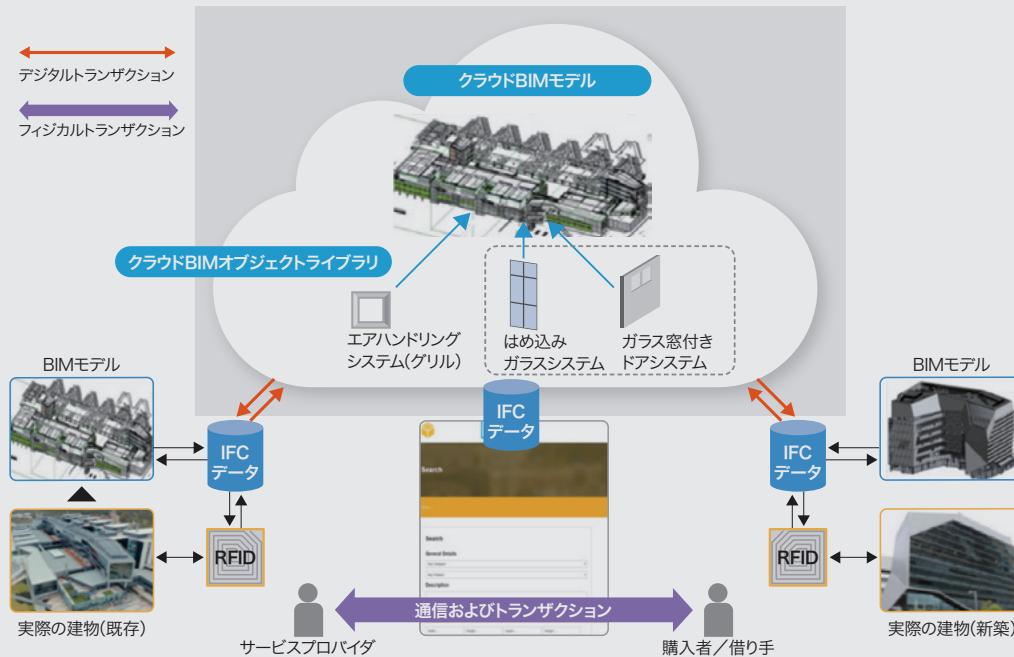 デジタルトランザクション
フィジカルトランザクション
クラウドBIMモデル
クラウドBIMオブジェクトライブラリ
エアハンドリング
システム(グリル)
はめ込み
ガラスシステム
ガラス窓付き
ドアシステム
BIMモデル
IFC
データ
RFID
実際の建物(既存)
IFC
データ
Search
Search
General Details
Description
通信およびトランザクション
サービスプロバイダ
購入者／借り手
BIMモデル
IFC
データ
RFID
実際の建物(新築)